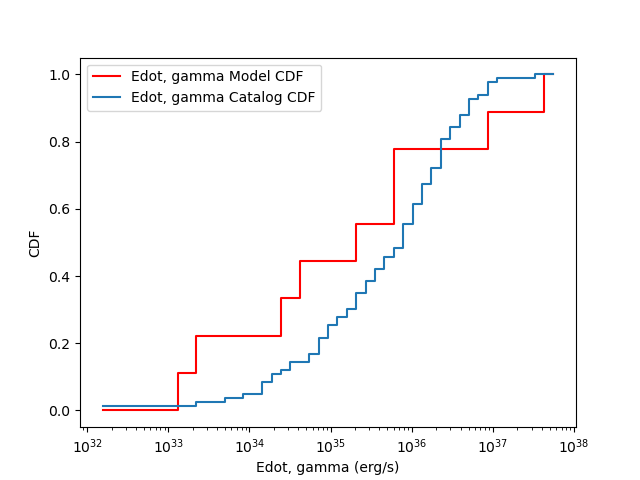 Edot, gamma Model CDF
Edot, gamma Catalog CDF
1.0
0.8
0.6
0.4
0.2
0.0
CDF
10^32 10^33 10^34 10^35 10^36 10^37 10^38
Edot, gamma (erg/s)